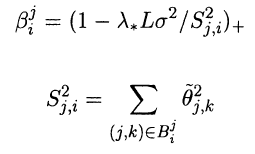 β_i^j = (1 − λ_* L σ^2 / S_{j,i}^2)_+
S_{j,i}^2 = ∑_{(j,k)∈B_i^j} θ̃_{j,k}^2